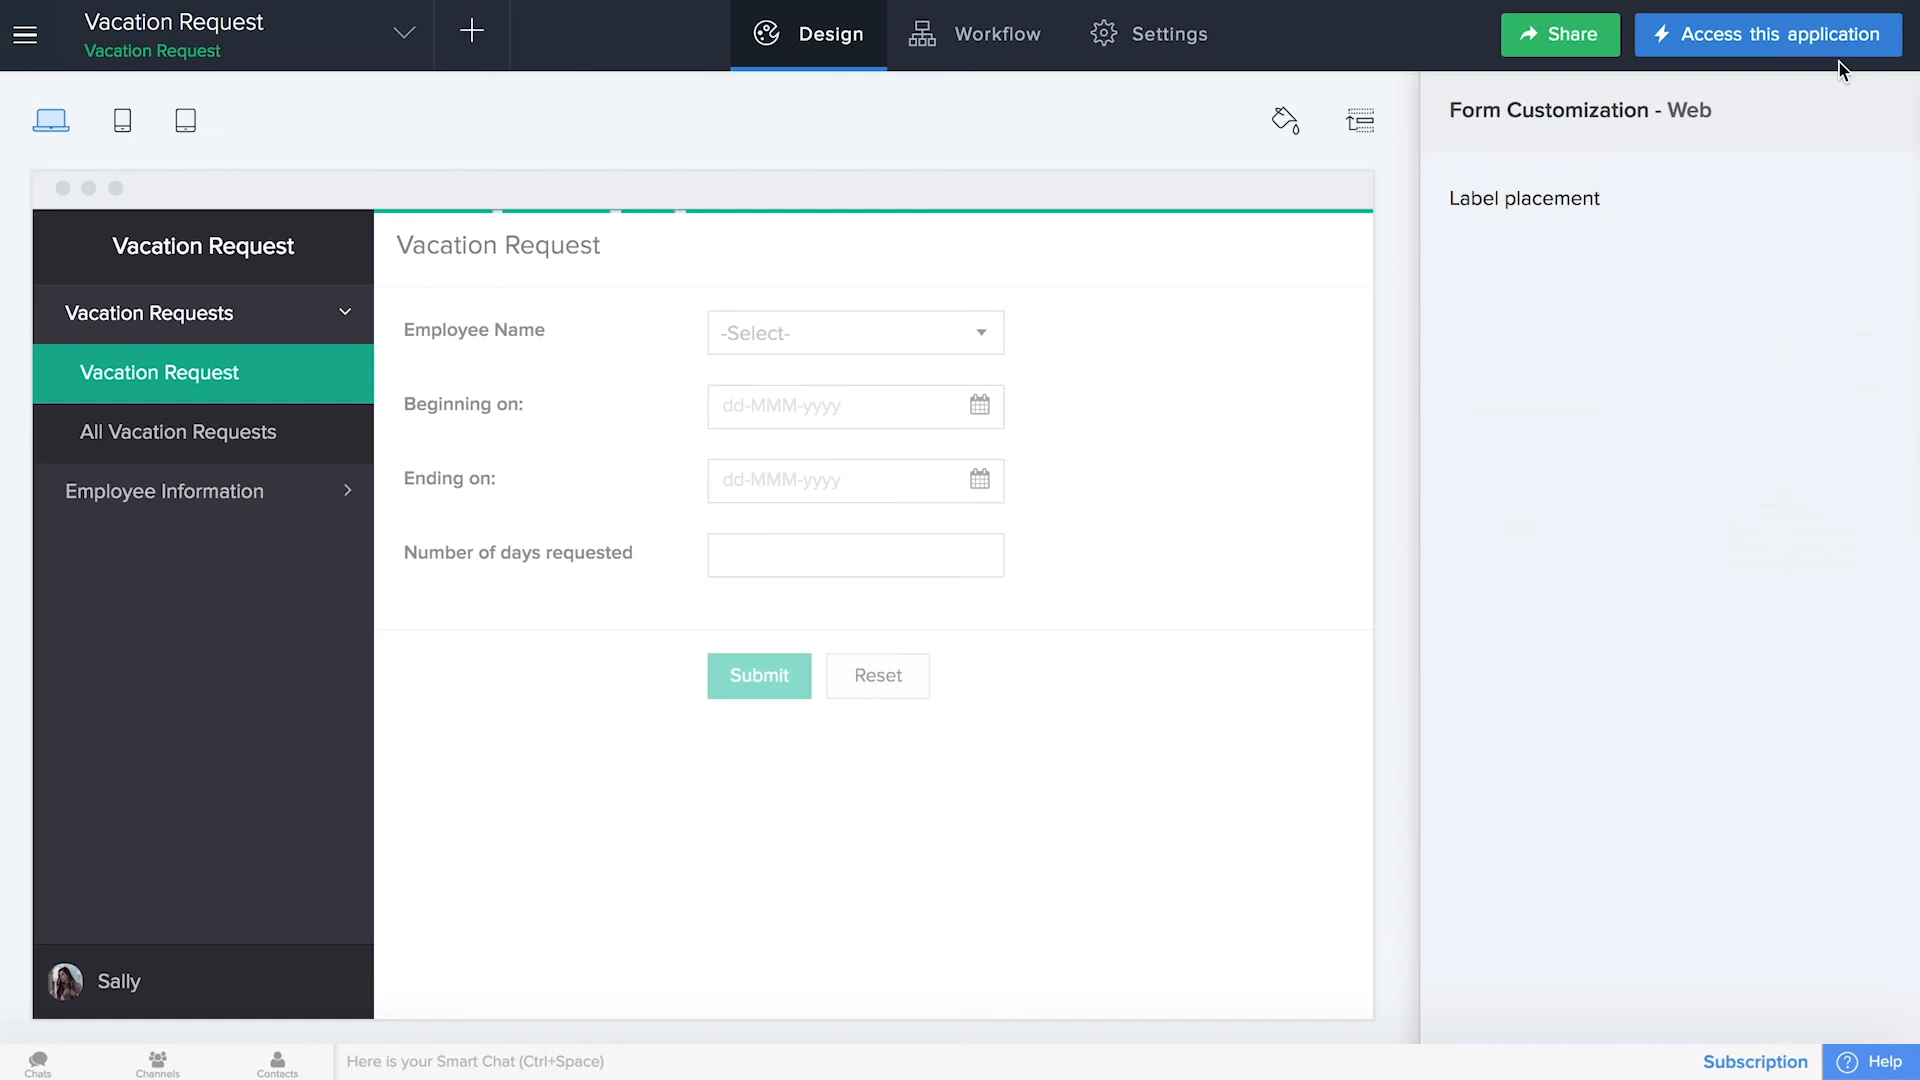 Vacation Request
Vacation Request
Design
Workflow
Settings
Share
Access this application
Form Customization - Web
Label placement
Vacation Request
Vacation Requests
Vacation Request
All Vacation Requests
Employee Information
Sally
Vacation Request
Employee Name
-Select-
Beginning on:
dd-MMM-yyyy
Ending on:
dd-MMM-yyyy
Number of days requested
Submit
Reset
Chats
Channels
Contacts
Here is your Smart Chat (Ctrl+Space)
Subscription
? Help